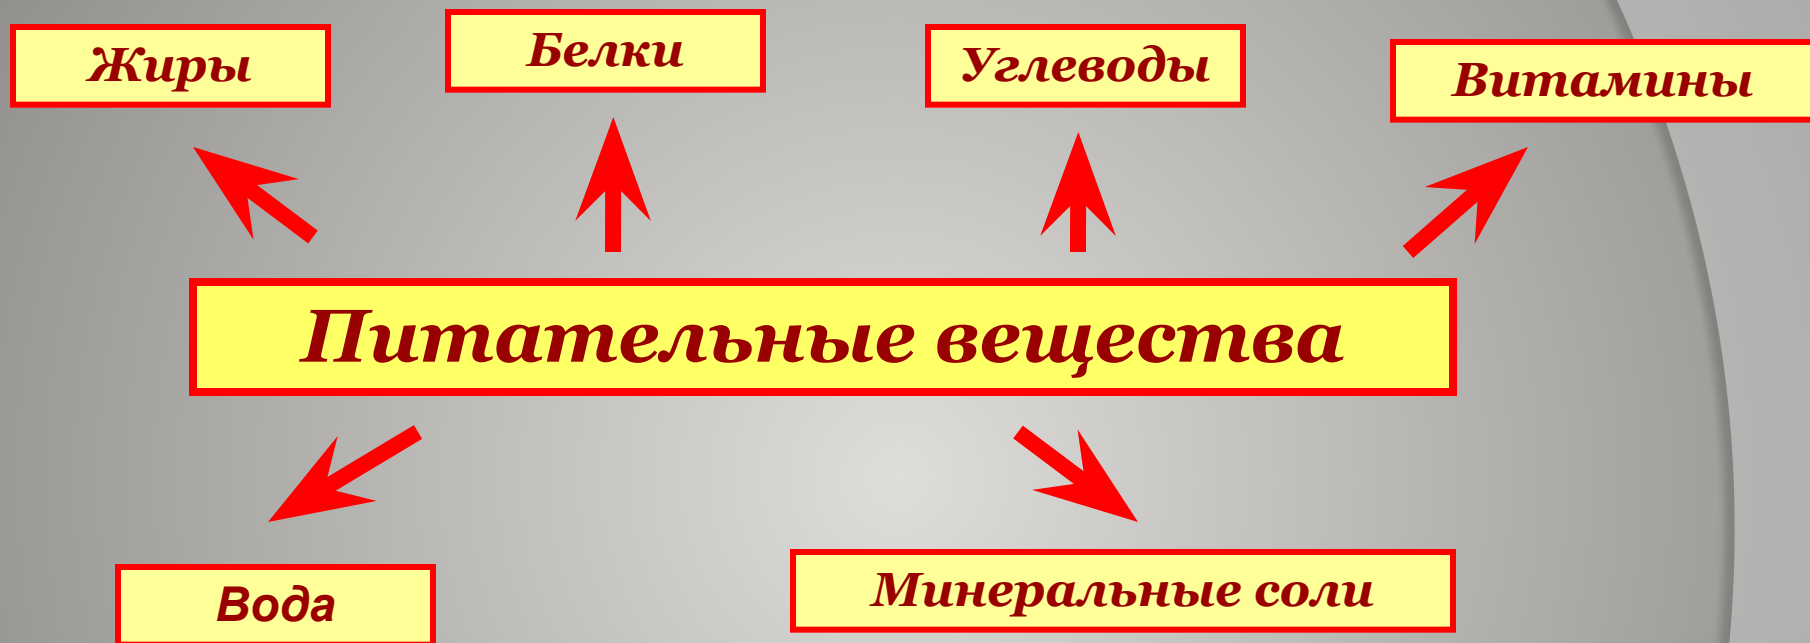 Жиры
Белки
Углеводы
Витамины
Питательные вещества
Вода
Минеральные соли